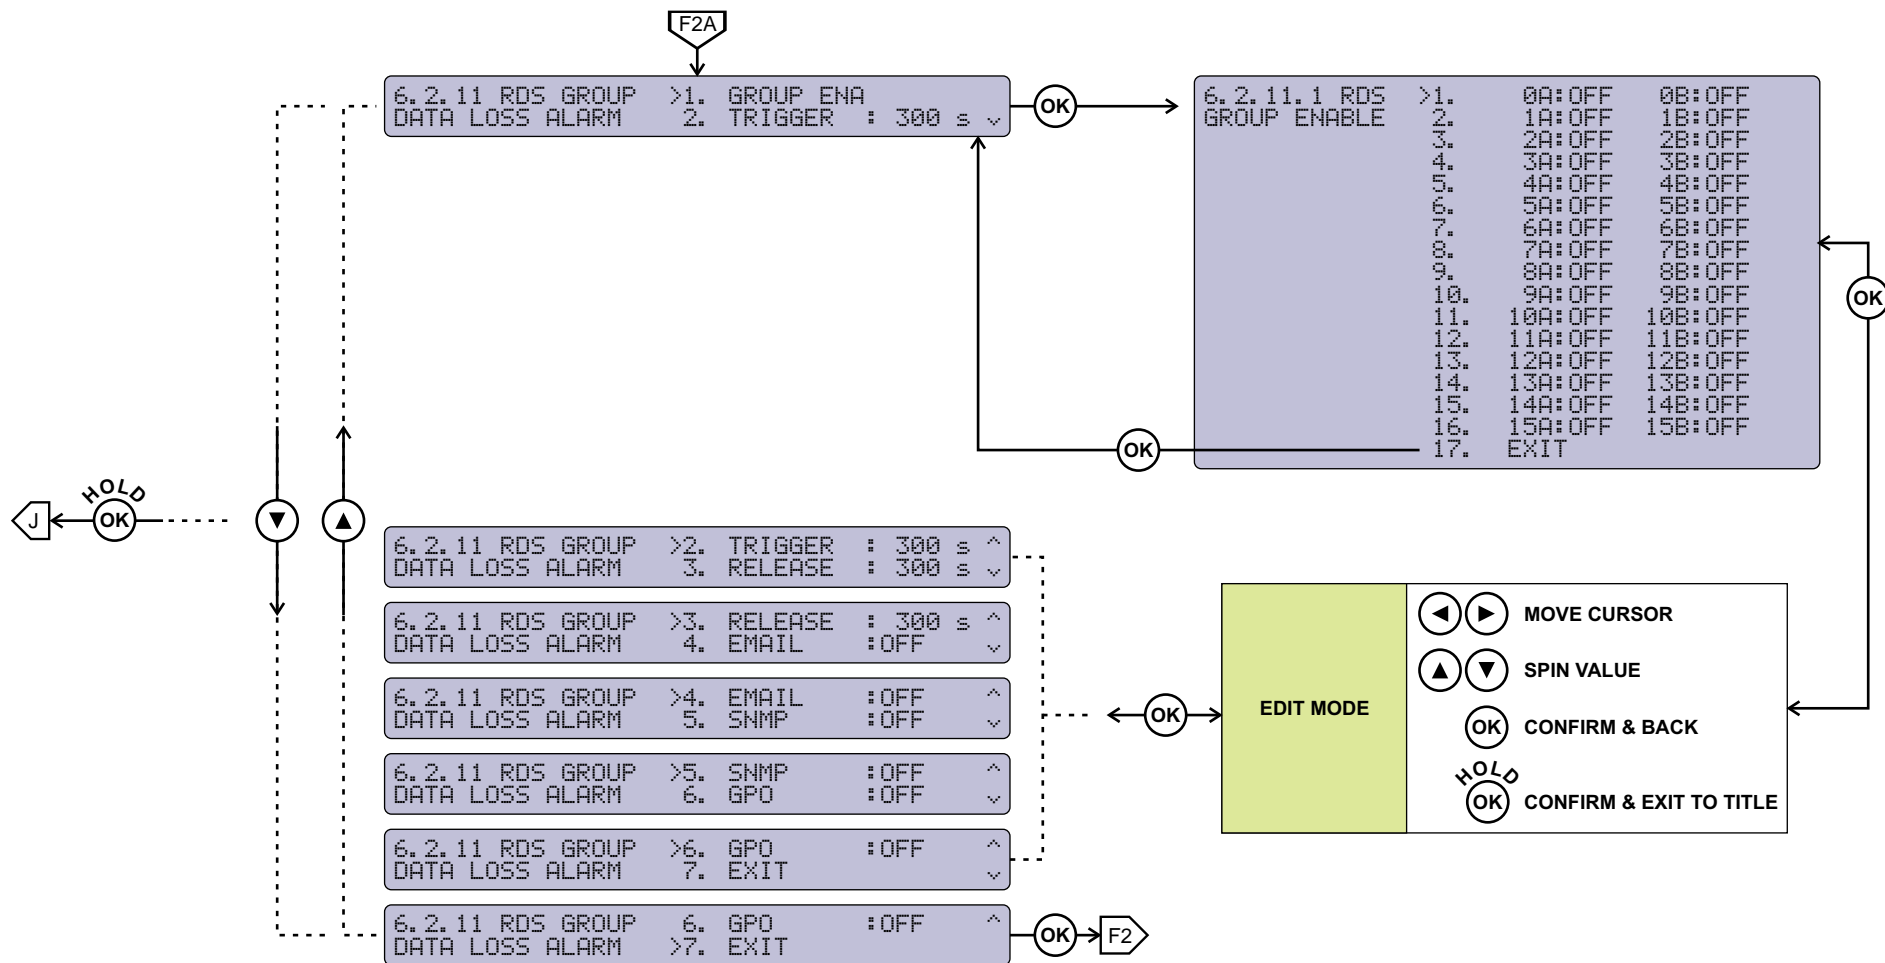 F2A
6.2.11 RDS GROUP >1. GROUP ENA
DATA LOSS ALARM 2. TRIGGER : 300 s
OK
6.2.11.1 RDS >1. 0A:OFF 0B:OFF
GROUP ENABLE 2. 1A:OFF 1B:OFF
3. 2A:OFF 2B:OFF
4. 3A:OFF 3B:OFF
5. 4A:OFF 4B:OFF
6. 5A:OFF 5B:OFF
7. 6A:OFF 6B:OFF
8. 7A:OFF 7B:OFF
9. 8A:OFF 8B:OFF
10. 9A:OFF 9B:OFF
11. 10A:OFF 10B:OFF
12. 11A:OFF 11B:OFF
13. 12A:OFF 12B:OFF
14. 13A:OFF 13B:OFF
15. 14A:OFF 14B:OFF
16. 15A:OFF 15B:OFF
17. EXIT
OK
OK
J
HOLD
OK
6.2.11 RDS GROUP >2. TRIGGER : 300 s
DATA LOSS ALARM 3. RELEASE : 300 s
6.2.11 RDS GROUP >3. RELEASE : 300 s
DATA LOSS ALARM 4. EMAIL :OFF
6.2.11 RDS GROUP >4. EMAIL :OFF
DATA LOSS ALARM 5. SNMP :OFF
6.2.11 RDS GROUP >5. SNMP :OFF
DATA LOSS ALARM 6. GPO :OFF
6.2.11 RDS GROUP >6. GPO :OFF
DATA LOSS ALARM 7. EXIT
6.2.11 RDS GROUP 6. GPO :OFF
DATA LOSS ALARM >7. EXIT
OK
F2
OK
EDIT MODE
MOVE CURSOR
SPIN VALUE
OK CONFIRM & BACK
HOLD
OK CONFIRM & EXIT TO TITLE